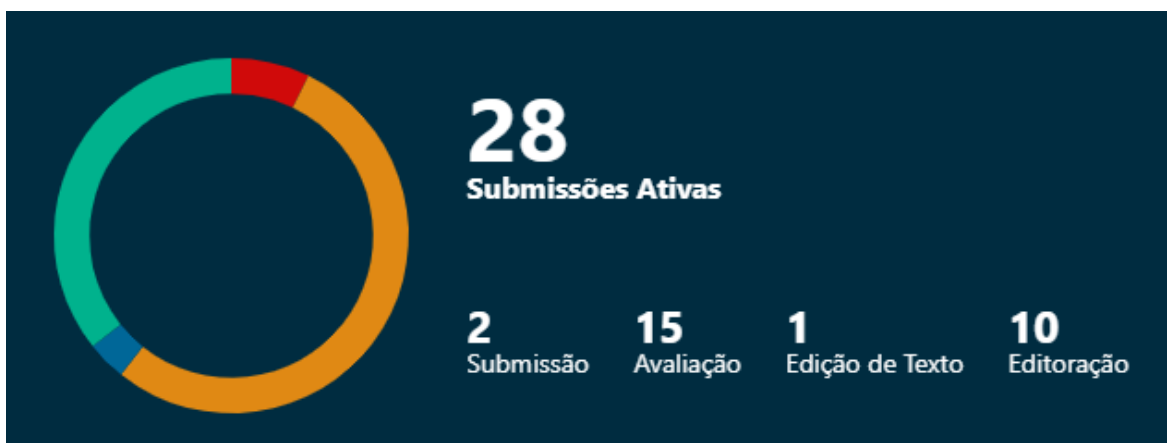 28
Submissões Ativas
2 15 1 10
Submissão Avaliação Edição de Texto Editoração